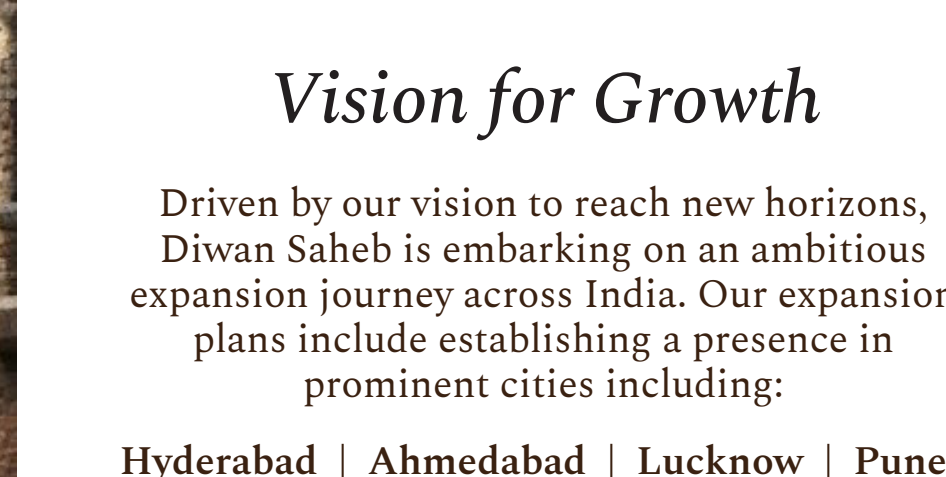 Vision for Growth
Driven by our vision to reach new horizons,
Diwan Saheb is embarking on an ambitious
expansion journey across India. Our expansion
plans include establishing a presence in
prominent cities including:
Hyderabad | Ahmedabad | Lucknow | Pune